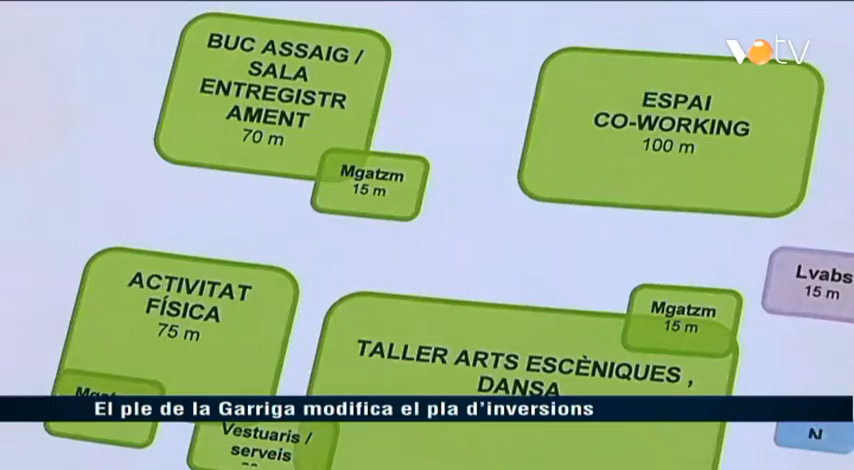 votv
BUC ASSAIG /
SALA
ENTREGISTR
AMENT
70 m
Mgatzm
15 m
ESPAI
CO-WORKING
100 m
ACTIVITAT
FÍSICA
75 m
Mgatzm
15 m
Lvabs
15 m
TALLER ARTS ESCÈNIQUES ,
DANSA
El ple de la Garriga modifica el pla d'inversions
Vestuaris /
serveis
N